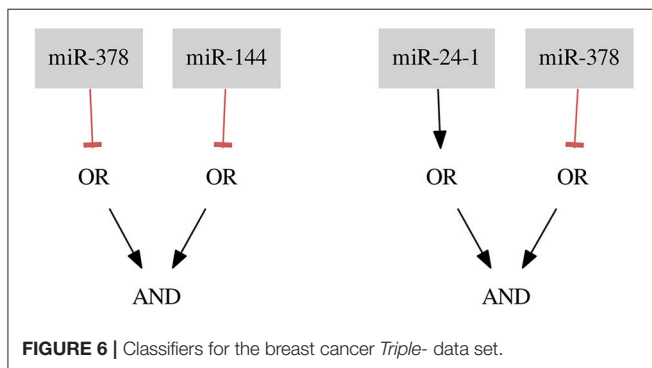 miR-378 miR-144 miR-24-1 miR-378
OR OR OR OR
AND AND
FIGURE 6 | Classifiers for the breast cancer Triple- data set.